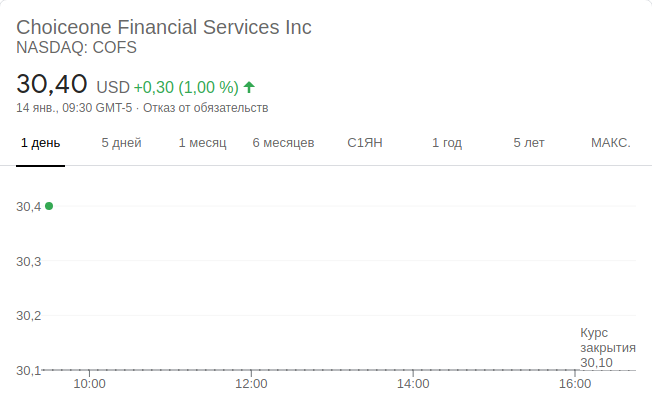 Choiceone Financial Services Inc
NASDAQ: COFS
30,40 USD +0,30 (1,00 %)
14 янв., 09:30 GMT-5 · Отказ от обязательств
1 день 5 дней 1 месяц 6 месяцев С1ЯН 1 год 5 лет МАКС.
30,4
30,3
30,2
Курс
закрытия
30,10
30,1
10:00 12:00 14:00 16:00